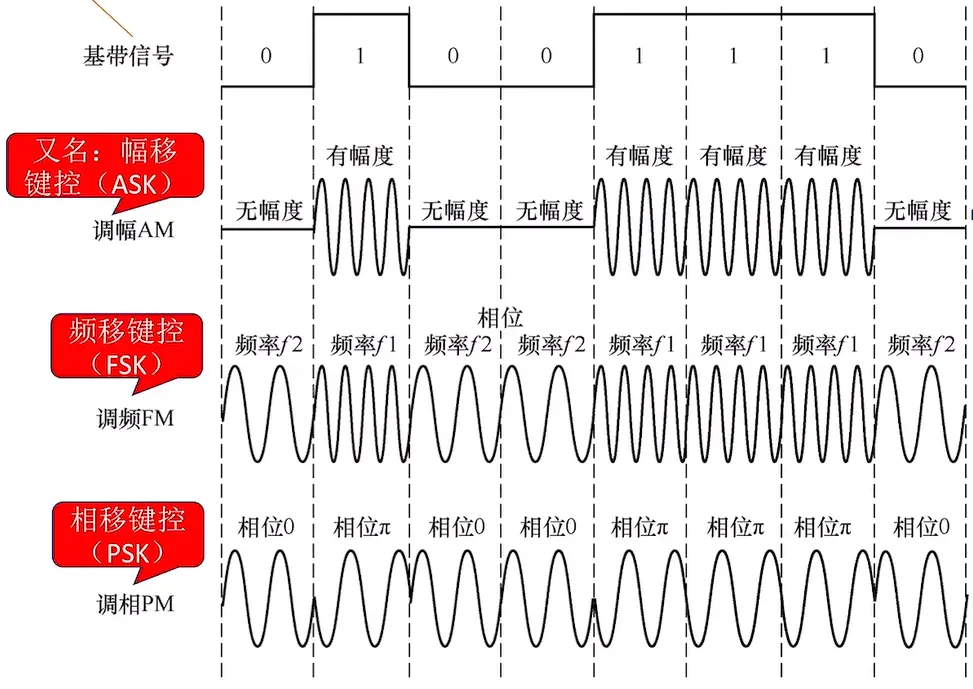 基带信号 0 1 0 0 1 1 1 0
又名：幅移
键控（ASK）
有幅度 有幅度 有幅度 有幅度
无幅度 无幅度 无幅度 无幅度
调幅AM
相位
频移键控
（FSK）
频率f2 频率f1 频率f2 频率f2 频率f1 频率f1 频率f1 频率f2
调频FM
相移键控
（PSK）
相位0 相位π 相位0 相位0 相位π 相位π 相位π 相位0
调相PM